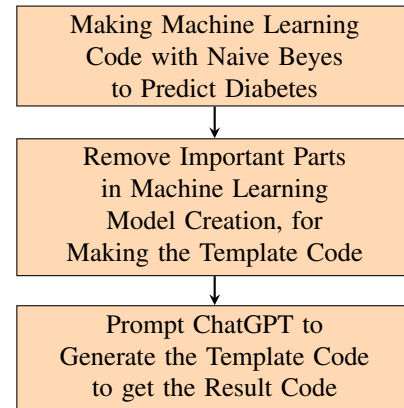 Making Machine Learning
Code with Naive Beyes
to Predict Diabetes
Remove Important Parts
in Machine Learning
Model Creation, for
Making the Template Code
Prompt ChatGPT to
Generate the Template Code
to get the Result Code